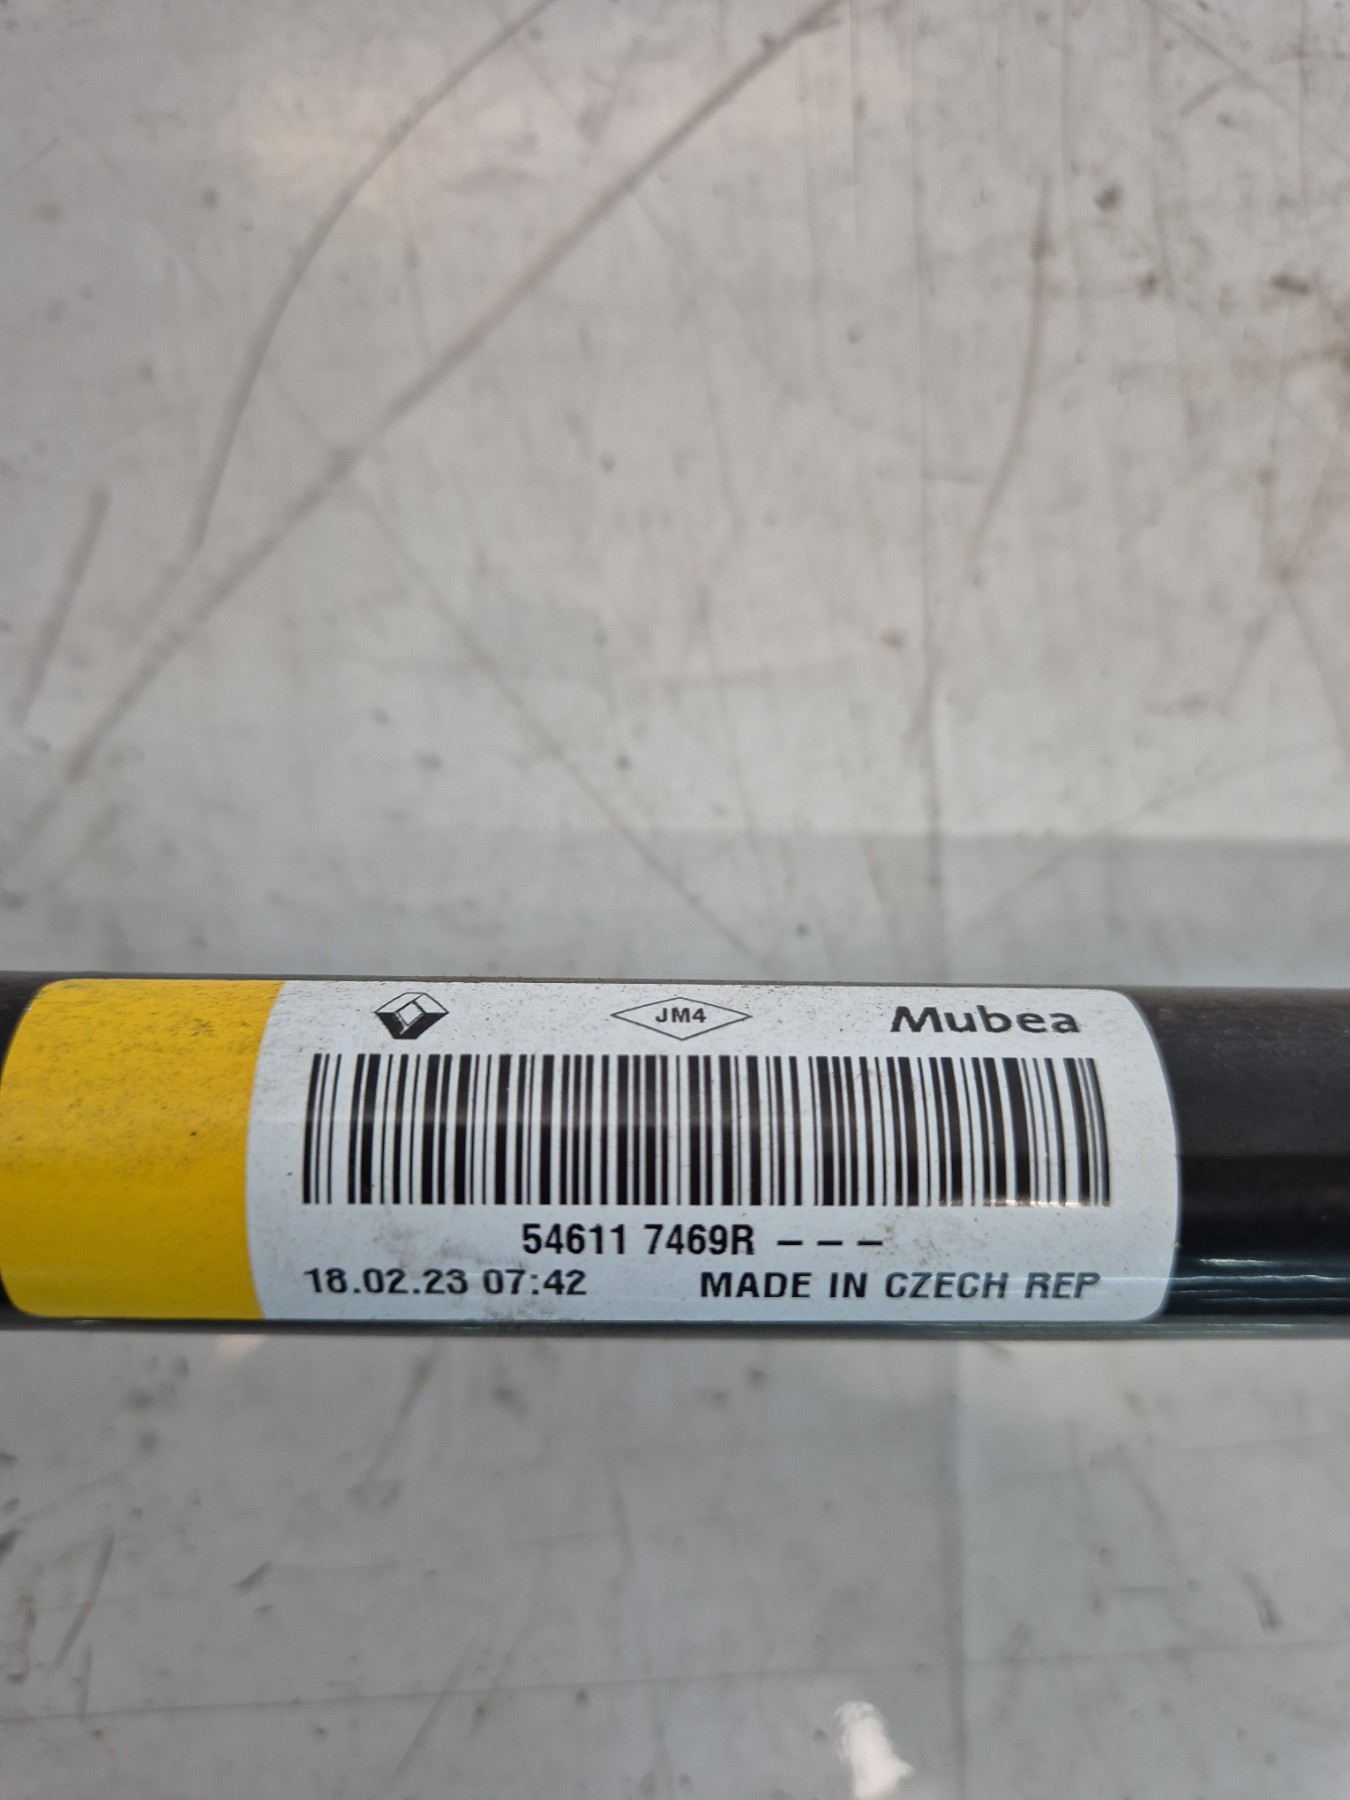 JM4 Mubea
54611 7469R – – –
18.02.23 07:42 MADE IN CZECH REP